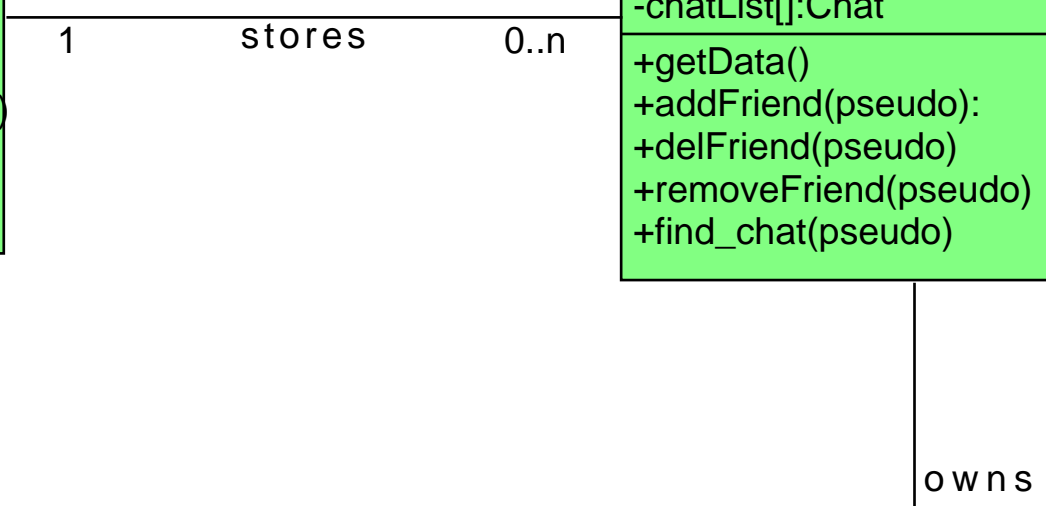 -chatList[]:Chat
1 stores 0..n
+getData()
+addFriend(pseudo):
)
+delFriend(pseudo)
+removeFriend(pseudo)
+find_chat(pseudo)
owns